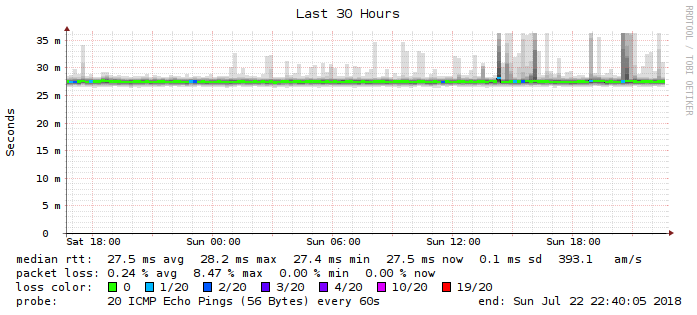 Last 30 Hours
RRDTOOL / TOBI OETIKER
Seconds
35 m
30 m
25 m
20 m
15 m
10 m
5 m
0
Sat 18:00 Sun 00:00 Sun 06:00 Sun 12:00 Sun 18:00
median rtt: 27.5 ms avg 28.2 ms max 27.4 ms min 27.5 ms now 0.1 ms sd 393.1 am/s
packet loss: 0.24 % avg 8.47 % max 0.00 % min 0.00 % now
loss color: 0 1/20 2/20 3/20 4/20 10/20 19/20
probe: 20 ICMP Echo Pings (56 Bytes) every 60s end: Sun Jul 22 22:40:05 2018